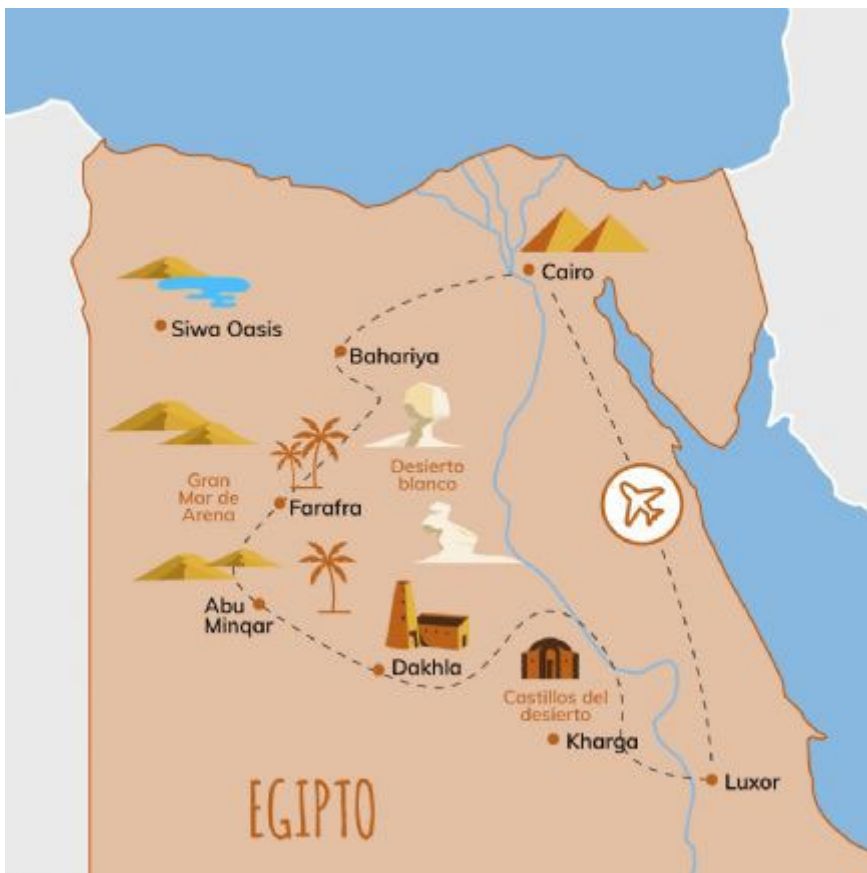 Cairo
Siwa Oasis
Bahariya
Gran
Mar de
Arena
Desierto
blanco
Farafra
Abu
Minqar
Dakhla
Castillos del
desierto
Kharga
Luxor
EGIPTO